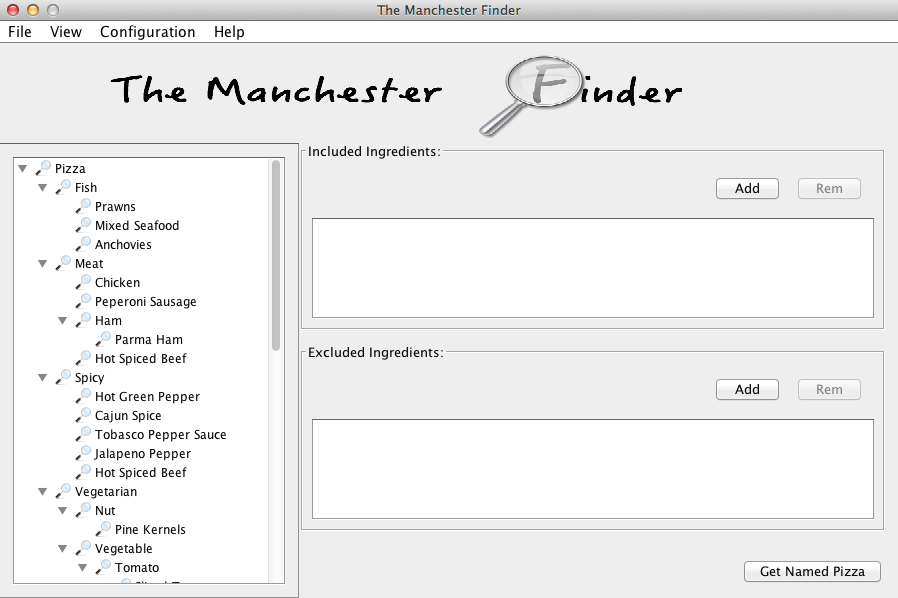 The Manchester Finder
File View Configuration Help
The Manchester Finder
Pizza
Fish
Prawns
Mixed Seafood
Anchovies
Meat
Chicken
Peperoni Sausage
Ham
Parma Ham
Hot Spiced Beef
Spicy
Hot Green Pepper
Cajun Spice
Tobasco Pepper Sauce
Jalapeno Pepper
Hot Spiced Beef
Vegetarian
Nut
Pine Kernels
Vegetable
Tomato
Included Ingredients:
Add Rem
Excluded Ingredients:
Add Rem
Get Named Pizza